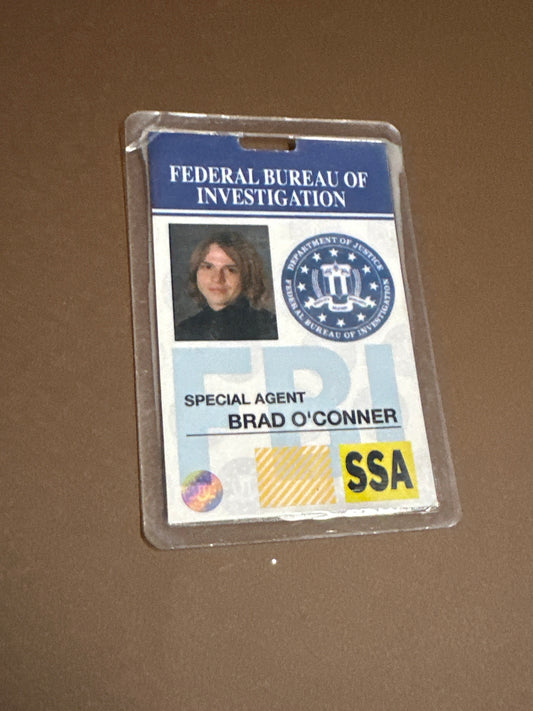 FEDERAL BUREAU OF
INVESTIGATION
DEPARTMENT OF JUSTICE
FEDERAL BUREAU OF INVESTIGATION
FBI
SPECIAL AGENT
BRAD O'CONNER
SSA